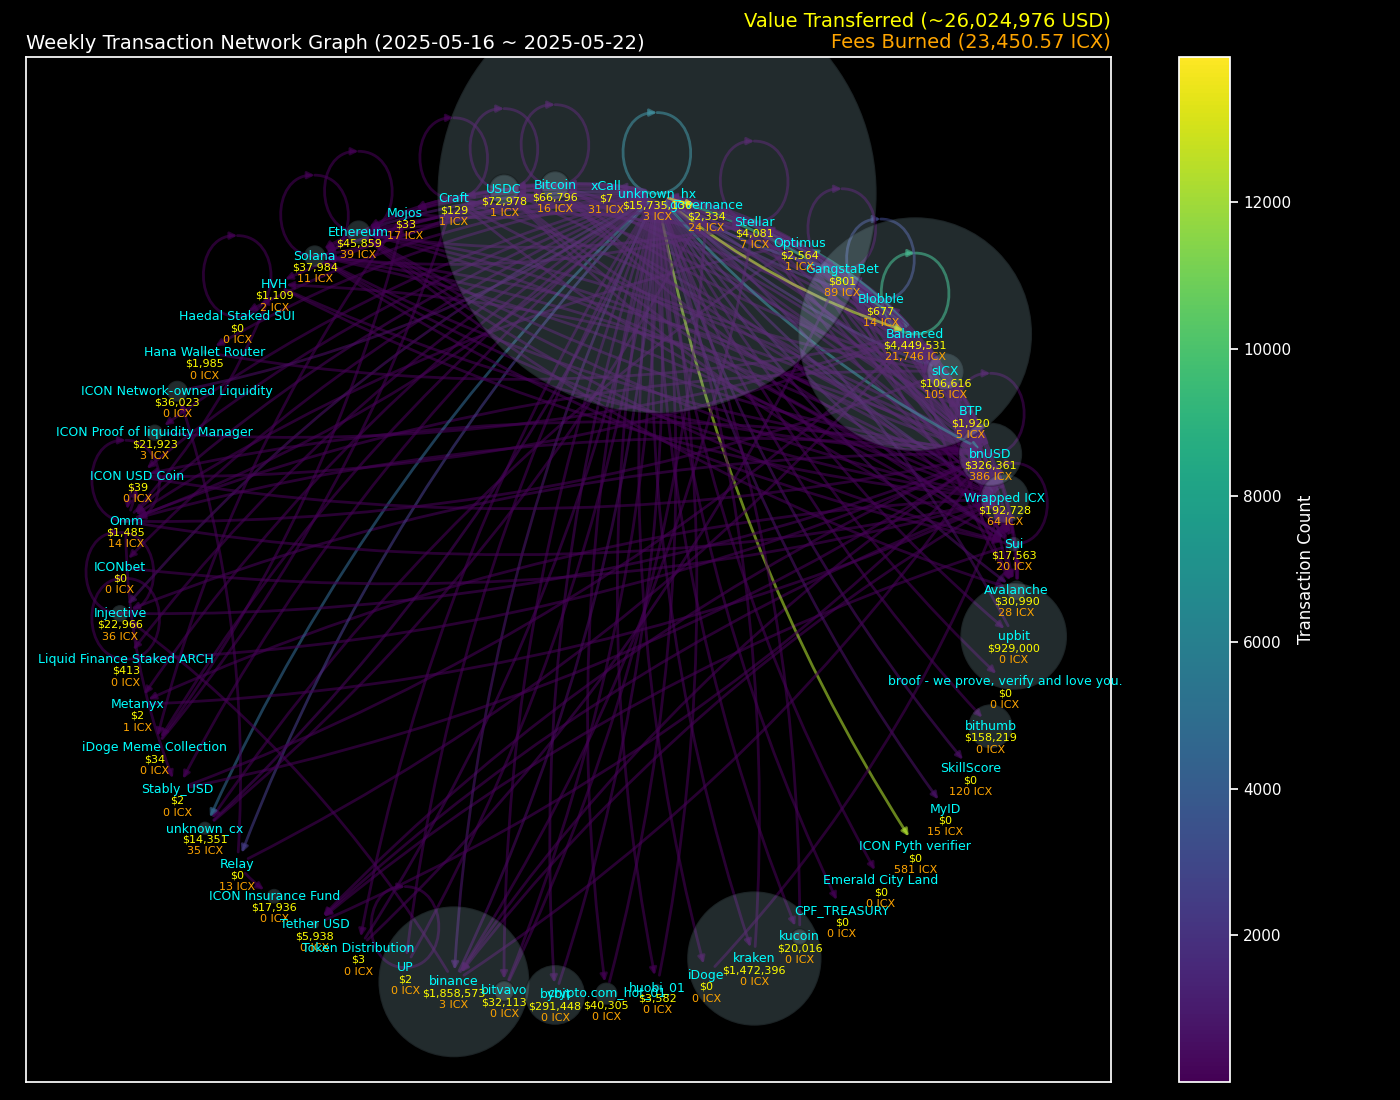 Value Transferred (~26,024,976 USD)
Weekly Transaction Network Graph (2025-05-16 ~ 2025-05-22)
Fees Burned (23,450.57 ICX)
unknown_hx
3 ICX
Governance
$2,334
24 ICX
Stellar
$4,081
7 ICX
Optimus
$2,564
1 ICX
GangstaBet
$801
89 ICX
Blobble
$677
14 ICX
Balanced
$4,449,531
21,746 ICX
sICX
$106,616
105 ICX
BTP
$1,920
5 ICX
bnUSD
$326,361
386 ICX
Wrapped ICX
$192,728
64 ICX
Sui
$17,563
20 ICX
Avalanche
$30,990
28 ICX
upbit
$929,000
0 ICX
broof - we prove, verify and love you.
$0
0 ICX
bithumb
$158,219
0 ICX
SkillScore
$0
120 ICX
MyID
$0
15 ICX
ICON Pyth verifier
$0
581 ICX
Emerald City Land
$0
0 ICX
CPF_TREASURY
$0
0 ICX
kucoin
$20,016
0 ICX
kraken
$1,472,396
0 ICX
iDoge
$0
0 ICX
huobi_01
$3,582
0 ICX
crypto.com_hot_01
$40,305
0 ICX
bybit
$291,448
0 ICX
bitvavo
$32,113
0 ICX
binance
$1,858,573
3 ICX
UP
$2
0 ICX
Token Distribution
$3
0 ICX
Tether USD
$5,938
0 ICX
ICON Insurance Fund
$17,936
0 ICX
Relay
$0
13 ICX
unknown_cx
$14,351
35 ICX
Stably_USD
$2
0 ICX
iDoge Meme Collection
$34
0 ICX
Metanyx
$2
1 ICX
Liquid Finance Staked ARCH
$413
0 ICX
Injective
$22,966
36 ICX
ICONbet
$0
0 ICX
Omm
$1,485
14 ICX
ICON USD Coin
$39
0 ICX
ICON Proof of liquidity Manager
$21,923
3 ICX
ICON Network-owned Liquidity
$36,023
0 ICX
Hana Wallet Router
$1,985
0 ICX
Haedal Staked SUI
$0
0 ICX
HVH
$1,109
2 ICX
Solana
$37,984
11 ICX
Ethereum
$45,859
39 ICX
Mojos
$33
17 ICX
Craft
$129
1 ICX
USDC
$72,978
1 ICX
Bitcoin
$66,796
16 ICX
xCall
$7
31 ICX
12000
10000
8000
6000
4000
2000
Transaction Count